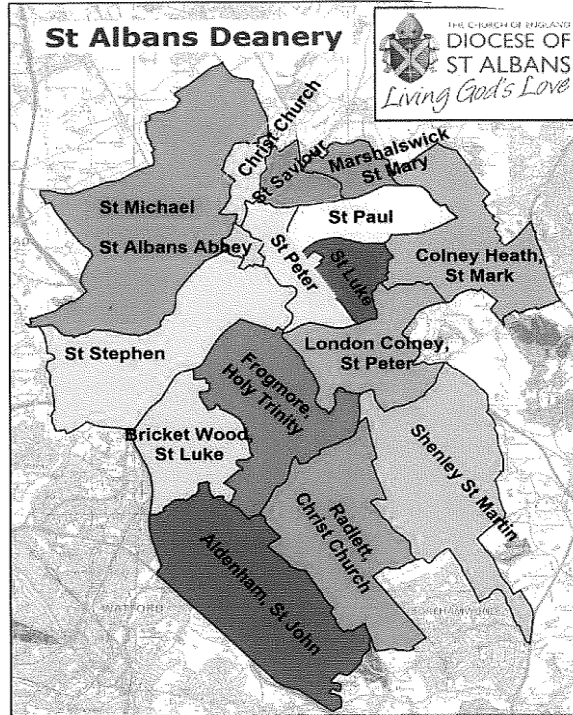 St Albans Deanery
THE CHURCH OF ENGLAND
DIOCESE OF
ST ALBANS
Living God's Love
Christ Church
St Saviour
Marshalswick
St Mary
St Michael
St Paul
St Albans Abbey
St Peter
St Luke
Colney Heath,
St Mark
St Stephen
London Colney,
St Peter
Frogmore,
Holy Trinity
Bricket Wood,
St Luke
Shenley St Martin
Radlett,
Christ Church
Aldenham, St John
WATFORD